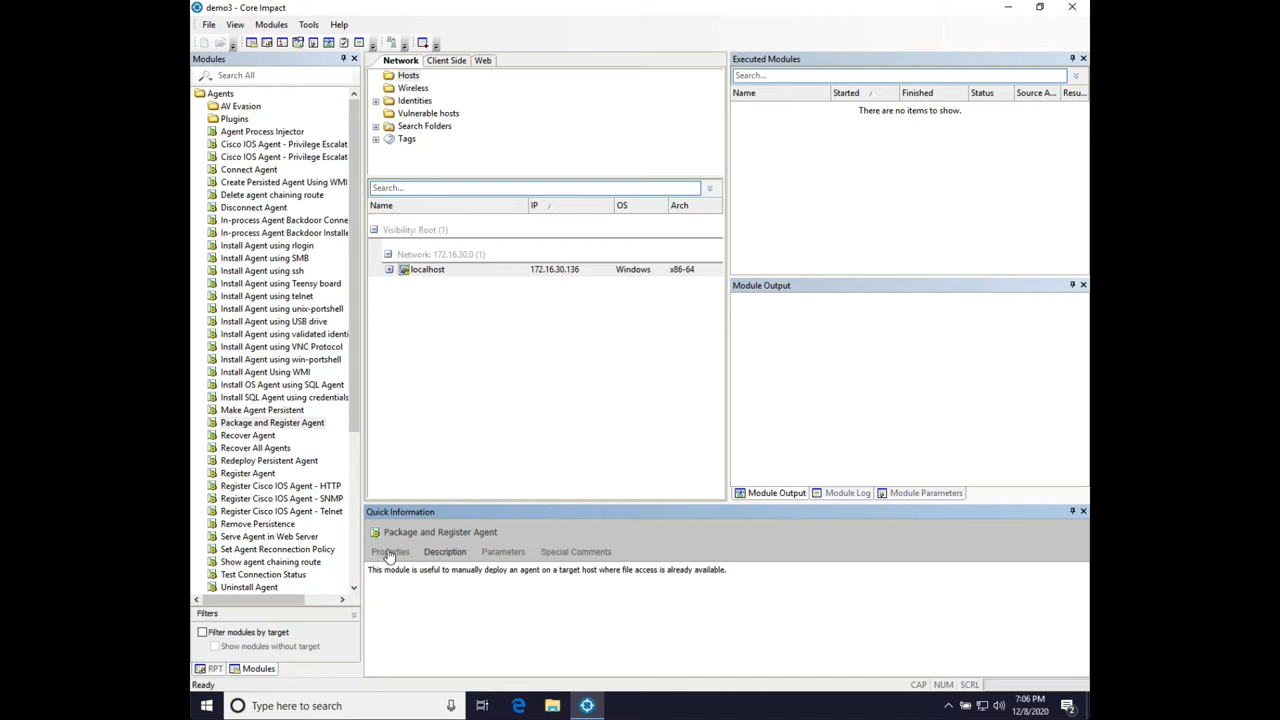 demo3 - Core Impact
File View Modules Tools Help
Modules
Search All
Agents
AV Evasion
Plugins
Agent Process Injector
Cisco IOS Agent - Privilege Escalat
Cisco IOS Agent - Privilege Escalat
Connect Agent
Create Persisted Agent Using WMI
Delete agent chaining route
Disconnect Agent
In-process Agent Backdoor Conne
In-process Agent Backdoor Installe
Install Agent using rlogin
Install Agent using SMB
Install Agent using ssh
Install Agent using Teensy board
Install Agent using telnet
Install Agent using unix-portshell
Install Agent using USB drive
Install Agent using validated identi
Install Agent using VNC Protocol
Install Agent using win-portshell
Install Agent Using WMI
Install OS Agent using SQL Agent
Install SQL Agent using credentials
Make Agent Persistent
Package and Register Agent
Recover Agent
Recover All Agents
Redeploy Persistent Agent
Register Agent
Register Cisco IOS Agent - HTTP
Register Cisco IOS Agent - SNMP
Register Cisco IOS Agent - Telnet
Remove Persistence
Serve Agent in Web Server
Set Agent Reconnection Policy
Show agent chaining route
Test Connection Status
Uninstall Agent
Filters
Filter modules by target
Show modules without target
RPT Modules
Ready
Network Client Side Web
Hosts
Wireless
Identities
Vulnerable hosts
Search Folders
Tags
Search...
Name IP OS Arch
Visibility: Root (1)
Network: 172.16.30.0 (1)
localhost 172.16.30.136 Windows x86-64
Executed Modules
Search...
Name Started Finished Status Source A... Resu...
There are no items to show.
Module Output
Module Output Module Log Module Parameters
Quick Information
Package and Register Agent
Properties Description Parameters Special Comments
This module is useful to manually deploy an agent on a target host where file access is already available.
CAP NUM SCRL
Type here to search
7:06 PM
12/8/2020
2